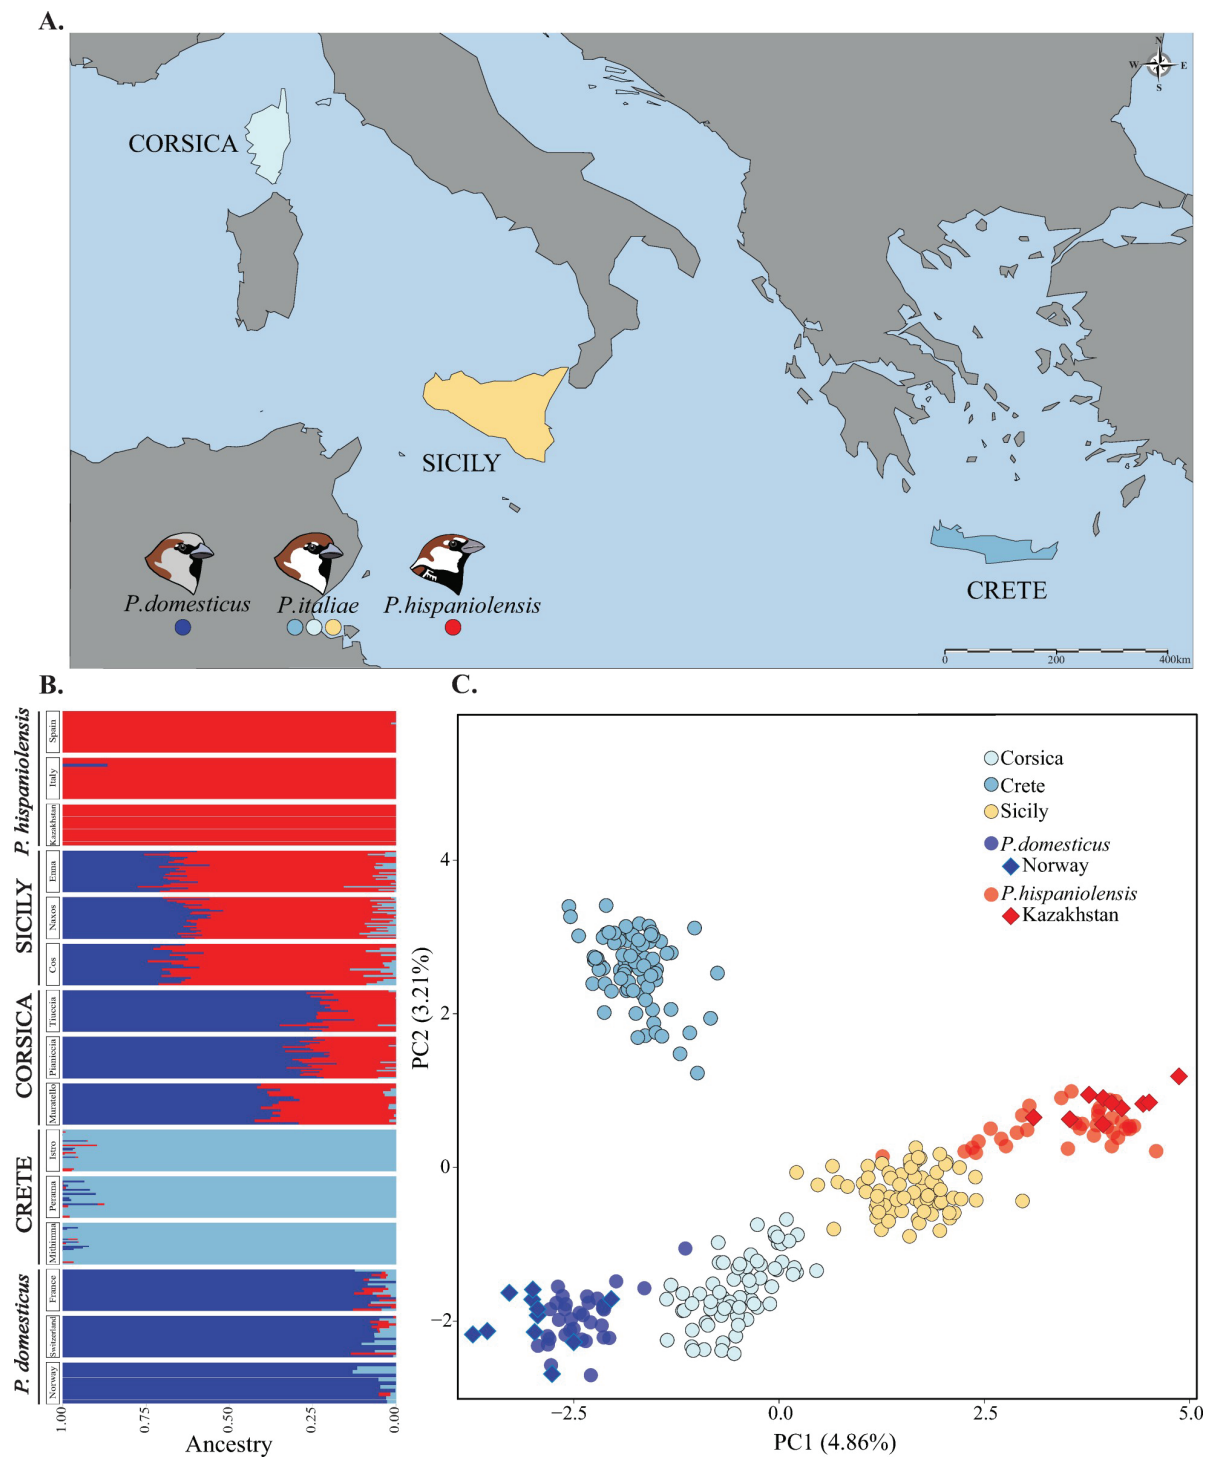 A.
N
W E
S
CORSICA
SICILY
CRETE
P.domesticus P.italiae P.hispaniolensis
0 200 400km
B.
P. hispaniolensis
Spain
Italy
Kazakhstan
SICILY
Enna
Naxos
Cos
CORSICA
Tiuccia
Pianiccia
Muratello
CRETE
Istro
Perama
Mithimna
P. domesticus
France
Switzerland
Norway
1.00 0.75 0.50 0.25 0.00
Ancestry
C.
Corsica
Crete
Sicily
P.domesticus
Norway
P.hispaniolensis
Kazakhstan
PC2 (3.21%)
4
2
0
−2
−2.5 0.0 2.5 5.0
PC1 (4.86%)